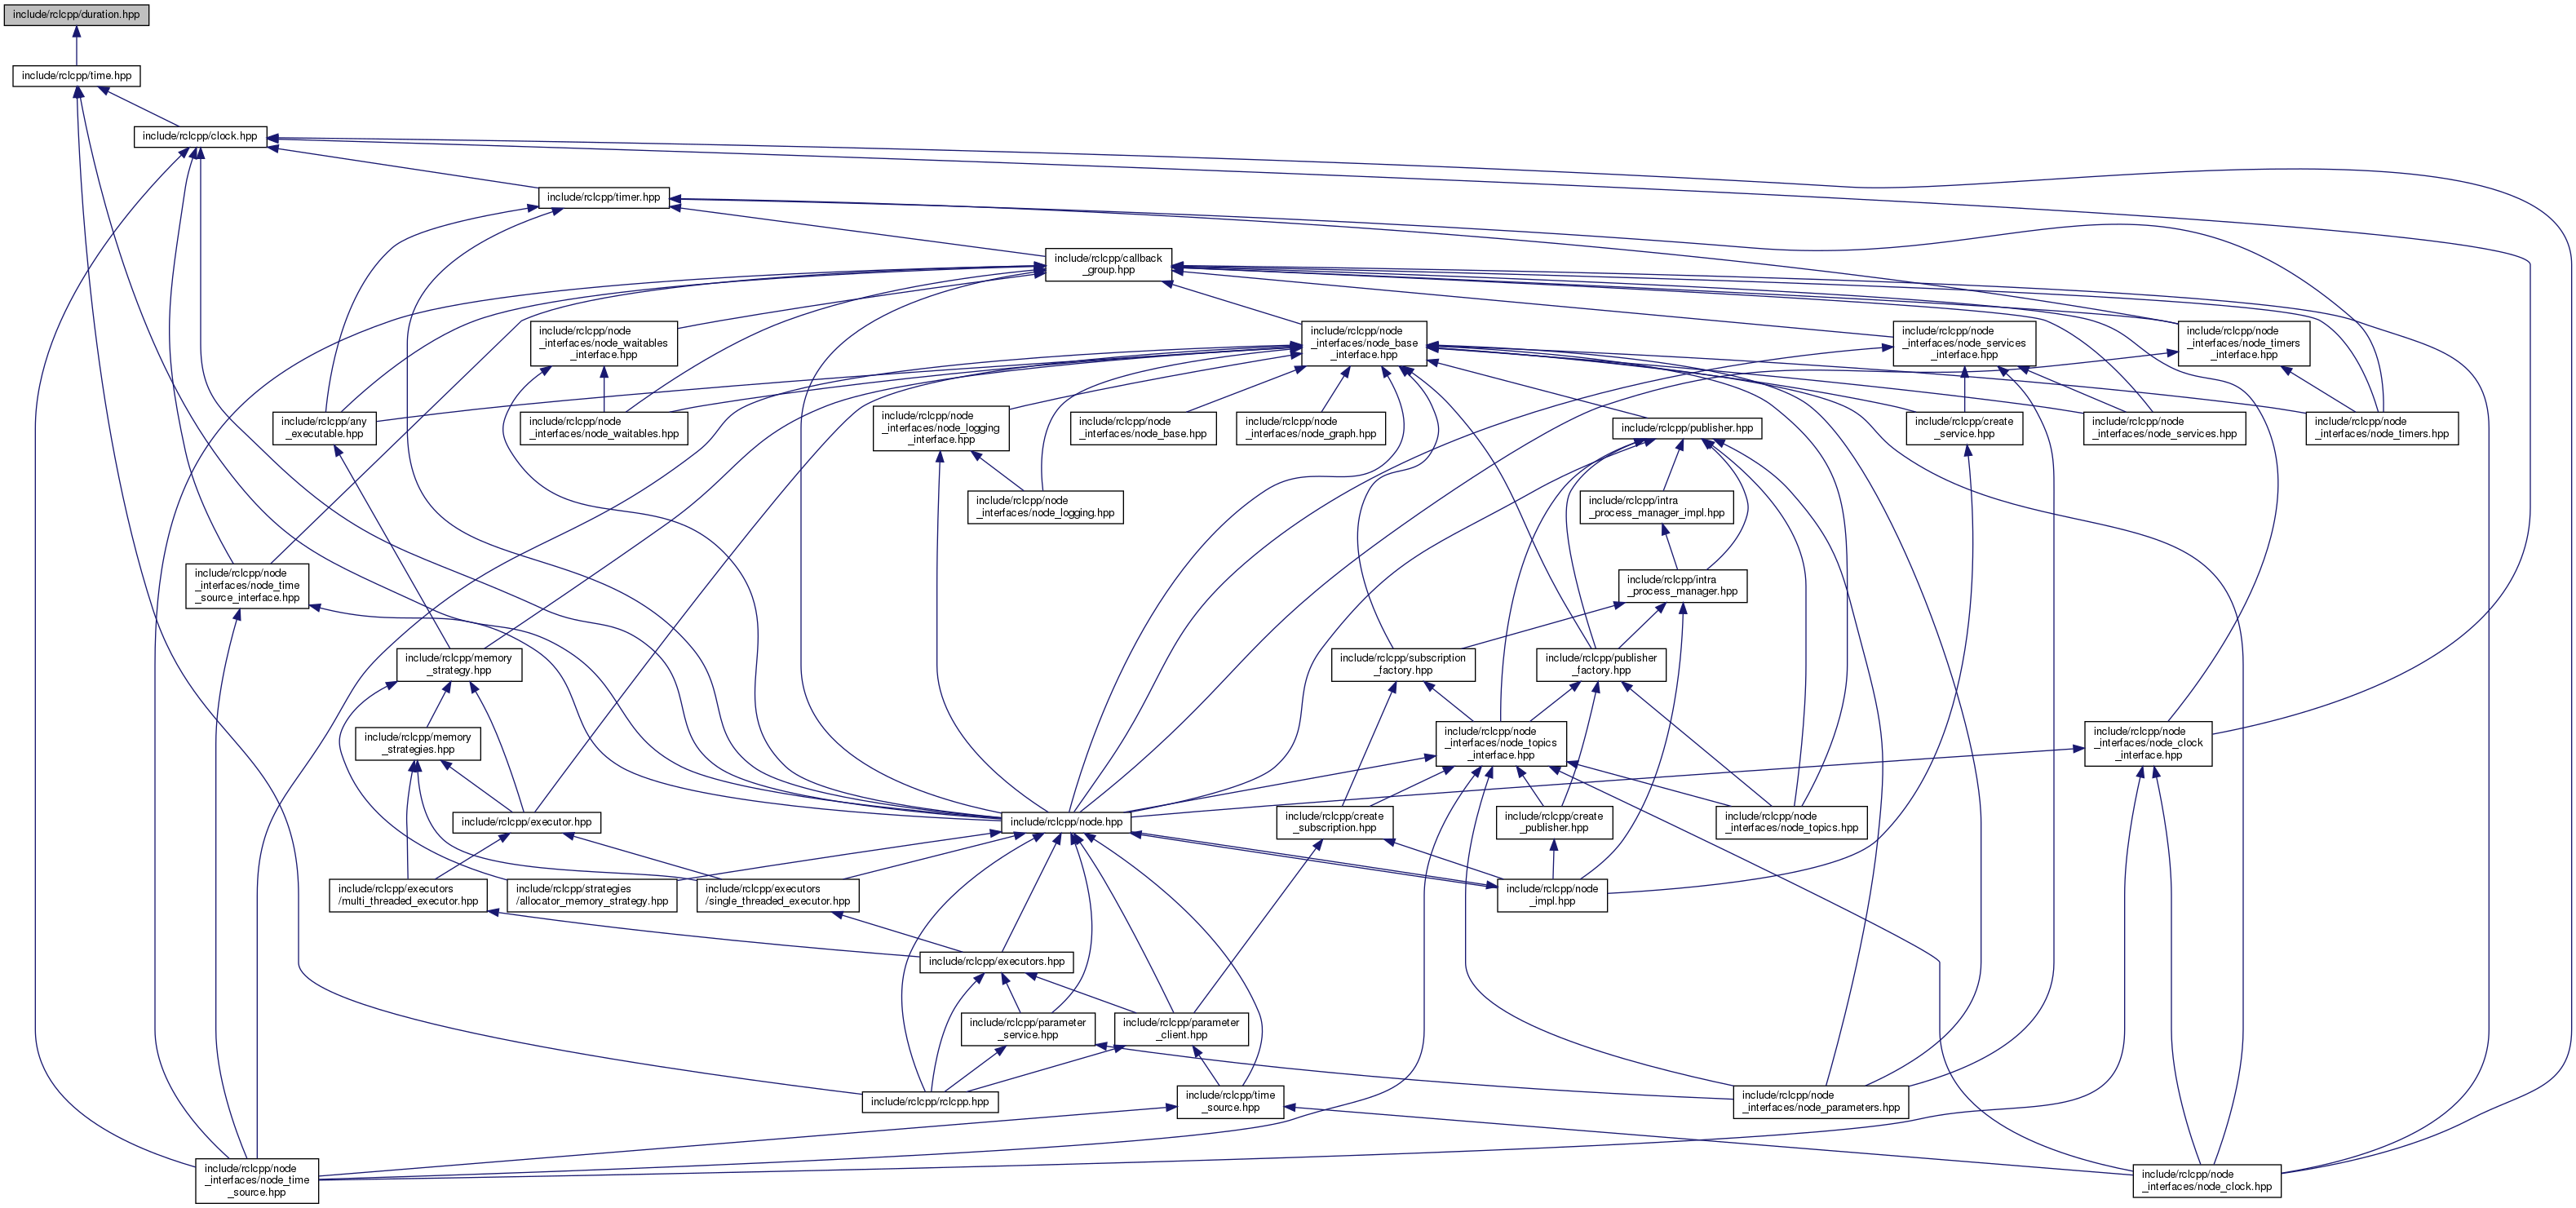 include/rclcpp/duration.hpp
include/rclcpp/time.hpp
include/rclcpp/clock.hpp
include/rclcpp/timer.hpp
include/rclcpp/callback
_group.hpp
include/rclcpp/node
_interfaces/node_waitables
_interface.hpp
include/rclcpp/node
_interfaces/node_base
_interface.hpp
include/rclcpp/node
_interfaces/node_services
_interface.hpp
include/rclcpp/node
_interfaces/node_timers
_interface.hpp
include/rclcpp/any
_executable.hpp
include/rclcpp/node
_interfaces/node_waitables.hpp
include/rclcpp/node
_interfaces/node_logging
_interface.hpp
include/rclcpp/node
_interfaces/node_base.hpp
include/rclcpp/node
_interfaces/node_graph.hpp
include/rclcpp/publisher.hpp
include/rclcpp/create
_service.hpp
include/rclcpp/node
_interfaces/node_services.hpp
include/rclcpp/node
_interfaces/node_timers.hpp
include/rclcpp/node
_interfaces/node_logging.hpp
include/rclcpp/intra
_process_manager_impl.hpp
include/rclcpp/node
_interfaces/node_time
_source_interface.hpp
include/rclcpp/intra
_process_manager.hpp
include/rclcpp/memory
_strategy.hpp
include/rclcpp/subscription
_factory.hpp
include/rclcpp/publisher
_factory.hpp
include/rclcpp/memory
_strategies.hpp
include/rclcpp/node
_interfaces/node_topics
_interface.hpp
include/rclcpp/node
_interfaces/node_clock
_interface.hpp
include/rclcpp/executor.hpp
include/rclcpp/node.hpp
include/rclcpp/create
_subscription.hpp
include/rclcpp/create
_publisher.hpp
include/rclcpp/node
_interfaces/node_topics.hpp
include/rclcpp/executors
/multi_threaded_executor.hpp
include/rclcpp/strategies
/allocator_memory_strategy.hpp
include/rclcpp/executors
/single_threaded_executor.hpp
include/rclcpp/node
_impl.hpp
include/rclcpp/executors.hpp
include/rclcpp/parameter
_service.hpp
include/rclcpp/parameter
_client.hpp
include/rclcpp/rclcpp.hpp
include/rclcpp/time
_source.hpp
include/rclcpp/node
_interfaces/node_parameters.hpp
include/rclcpp/node
_interfaces/node_time
_source.hpp
include/rclcpp/node
_interfaces/node_clock.hpp